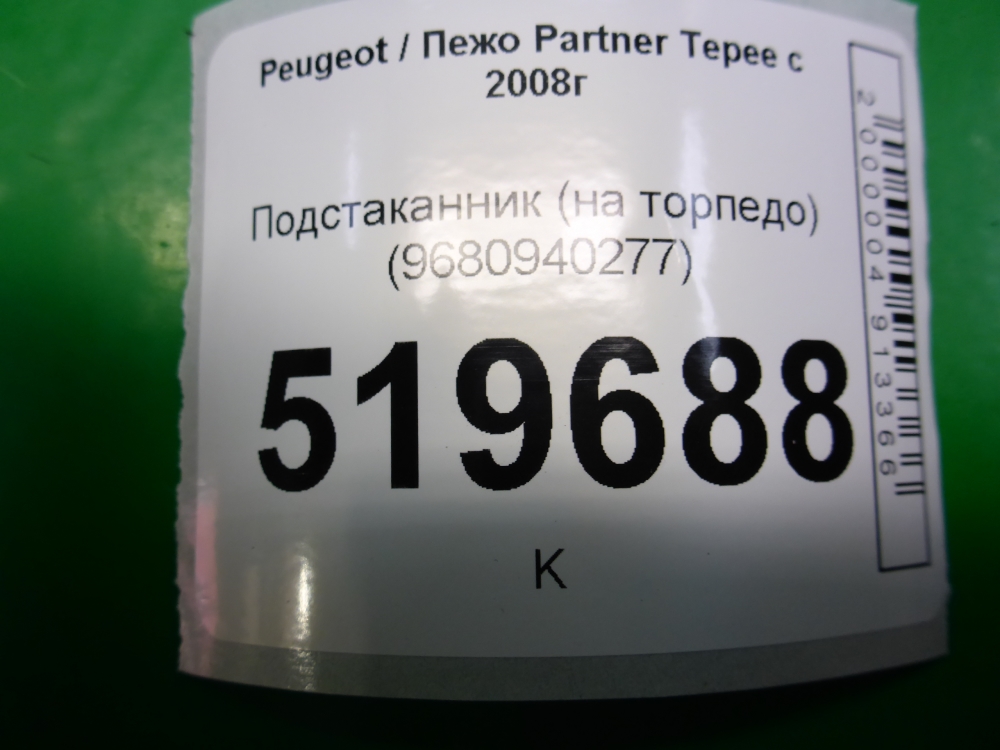 Peugeot / Пежо Partner Tepee с
2008г
Подстаканник (на торпедо)
(9680940277)
519688
К
2000004913366